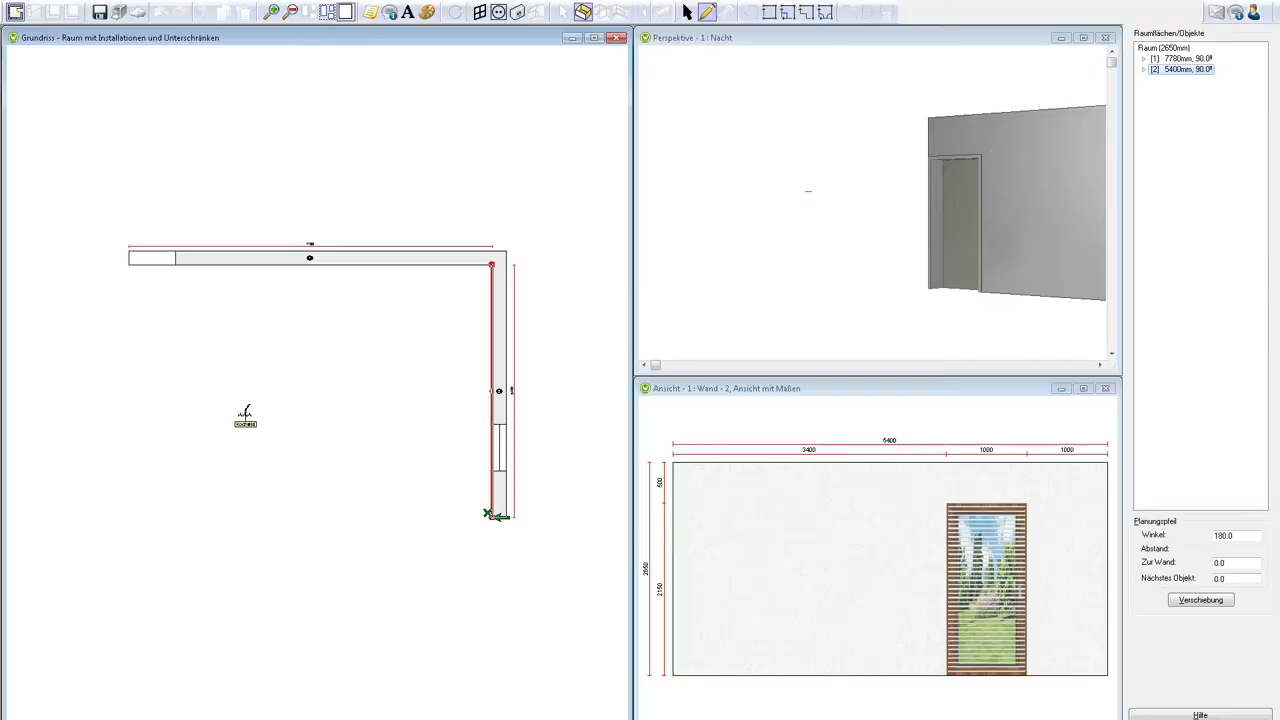 Grundriss - Raum mit Installationen und Unterschränken
Perspektive - 1 : Nacht
Raumflächen/Objekte
Raum (2650mm)
[1] 7780mm, 90.0°
[2] 5400mm, 90.0°
Ansicht - 1 : Wand - 2, Ansicht mit Maßen
5400
3400
1000
1000
500
2650
2150
Planungspfeil
Winkel: 180.0
Abstand:
Zur Wand: 0.0
Nächstes Objekt: 0.0
Verschiebung
Hilfe